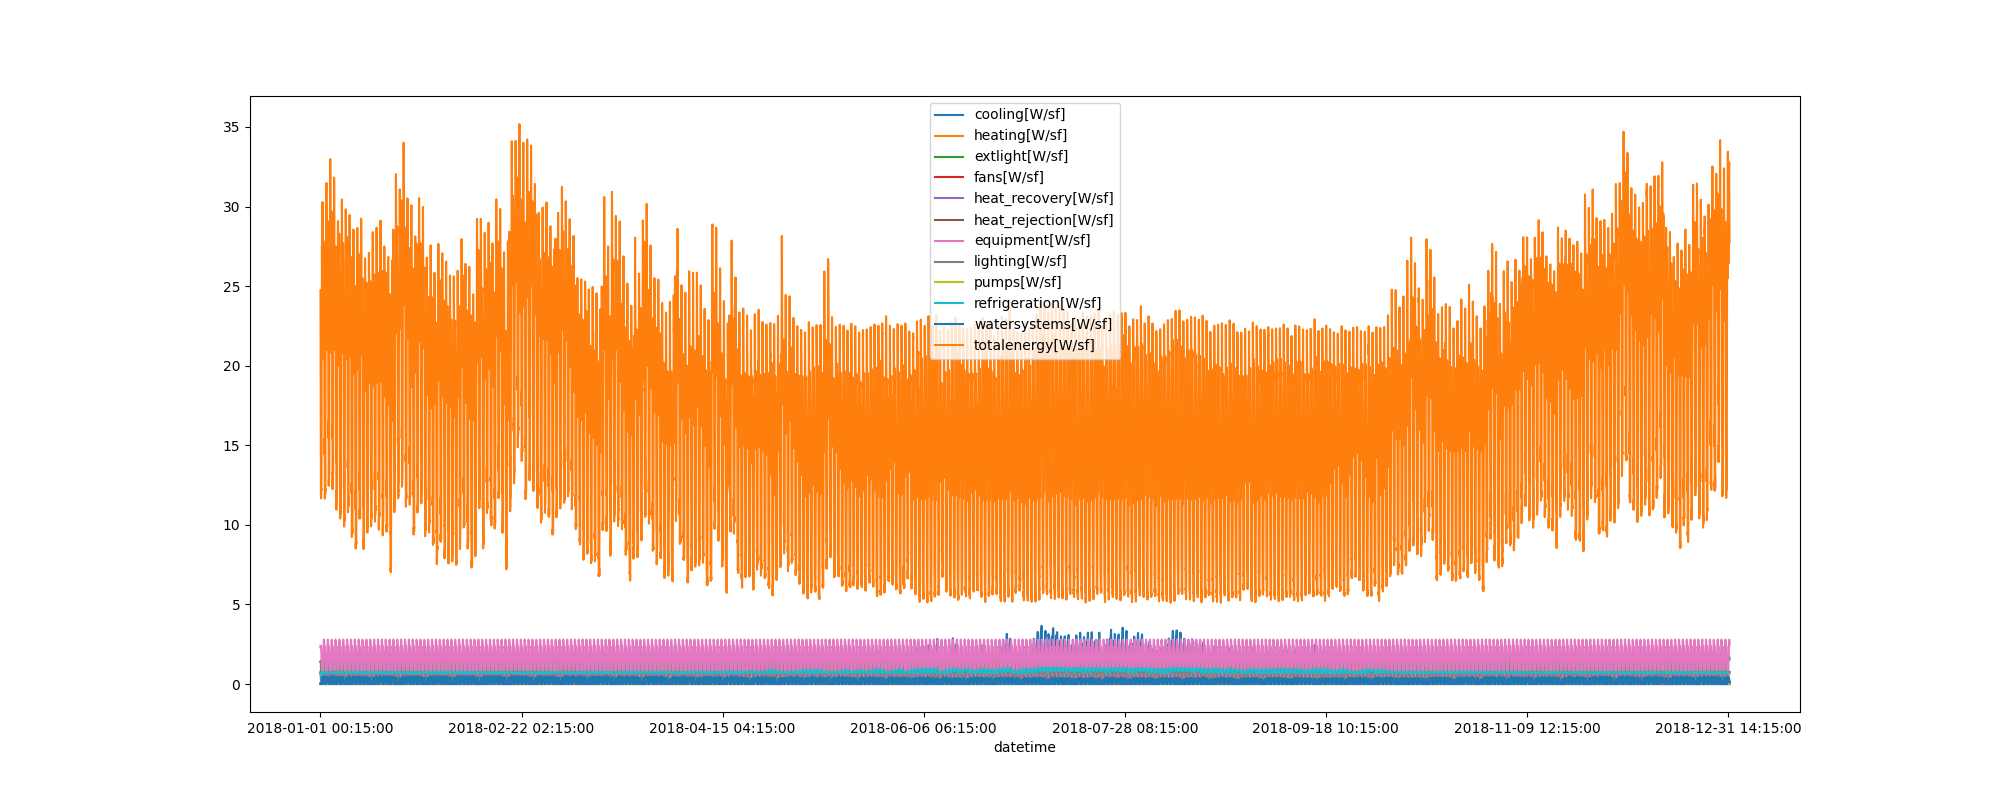 35
30
25
20
15
10
5
0
cooling[W/sf]
heating[W/sf]
extlight[W/sf]
fans[W/sf]
heat_recovery[W/sf]
heat_rejection[W/sf]
equipment[W/sf]
lighting[W/sf]
pumps[W/sf]
refrigeration[W/sf]
watersystems[W/sf]
totalenergy[W/sf]
2018-01-01 00:15:00 2018-02-22 02:15:00 2018-04-15 04:15:00 2018-06-06 06:15:00 2018-07-28 08:15:00 2018-09-18 10:15:00 2018-11-09 12:15:00 2018-12-31 14:15:00
datetime